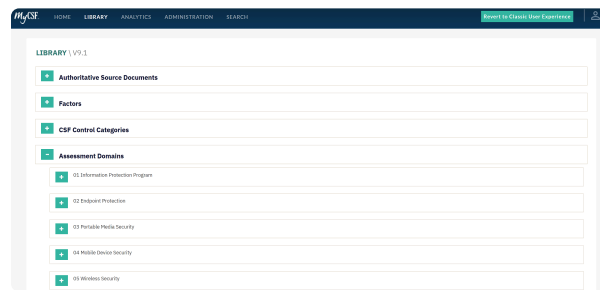 MyCSF. HOME LIBRARY ANALYTICS ADMINISTRATION SEARCH Revert to Classic User Experience
LIBRARY \ V9.1
+ Authoritative Source Documents
+ Factors
+ CSF Control Categories
- Assessment Domains
+ 01 Information Protection Program
+ 02 Endpoint Protection
+ 03 Portable Media Security
+ 04 Mobile Device Security
+ 05 Wireless Security